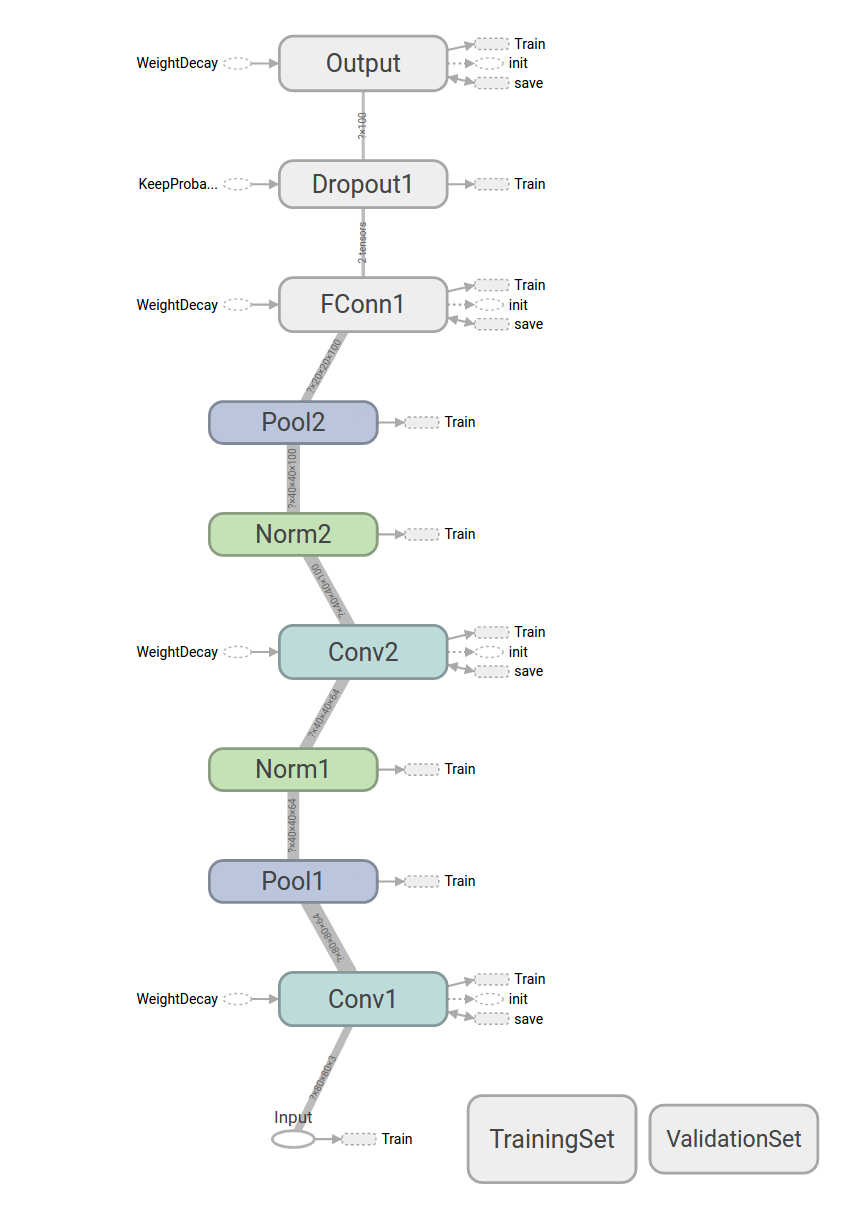 Train
WeightDecay Output init
save
?×100
KeepProba... Dropout1 Train
2 tensors
Train
WeightDecay FConn1 init
save
?×20×20×100
Pool2 Train
?×40×40×100
Norm2 Train
?×40×40×100
Train
WeightDecay Conv2 init
save
?×40×40×64
Norm1 Train
?×40×40×64
Pool1 Train
?×80×80×64
Train
WeightDecay Conv1 init
save
?×80×80×3
Input
Train
TrainingSet ValidationSet